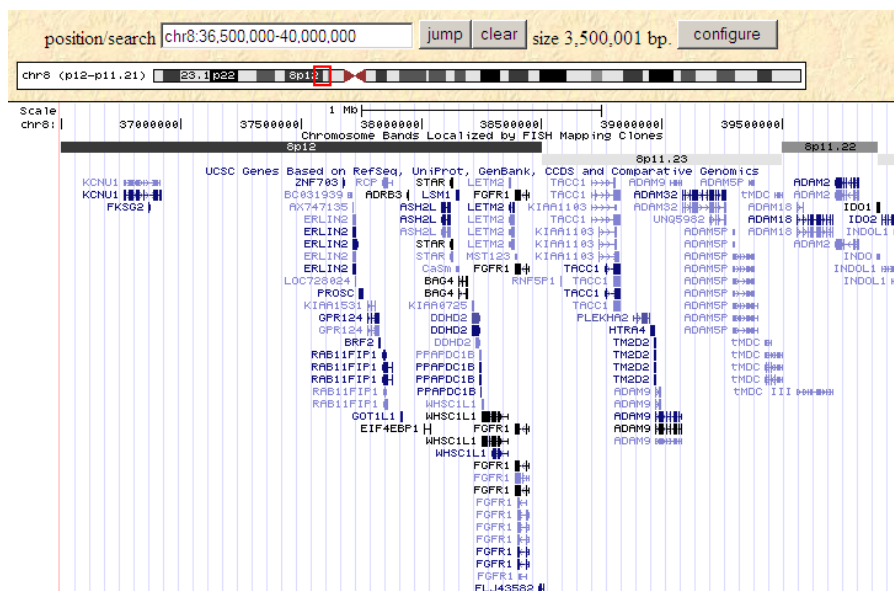 position/search chr8:36,500,000-40,000,000 jump clear size 3,500,001 bp. configure
chr8 (p12-p11.21) 23.1 p22 8p12
Scale 1 Mb
chr8: 37000000 37500000 38000000 38500000 39000000 39500000
Chromosome Bands Localized by FISH Mapping Clones
8p12 8p11.23 8p11.22
UCSC Genes Based on RefSeq, UniProt, GenBank, CCDS and Comparative Genomics
KCNU1 ZNF703 RCP STAR LETM2 TACC1 ADAM9 ADAM5P ADAM2
KCNU1 BC031939 ADRB3 LSM1 FGFR1 TACC1 ADAM32 tMDC IDO1
FKSG2 AX747135 ASH2L LETM2 KIAA1103 ADAM32 ADAM5P ADAM18 IDO2
ERLIN2 ASH2L LETM2 TACC1 UNQ5982 ADAM18 INDOL1
ERLIN2 ASH2L LETM2 KIAA1103 ADAM5P ADAM2
ERLIN2 STAR LETM2 TACC1 ADAM5P
ERLIN2 STAR MST123 KIAA1103 ADAM5P INDO
ERLIN2 CaSm FGFR1 TACC1 ADAM5P INDOL1
LOC728024 BAG4 RNF5P1 TACC1 ADAM5P INDOL1
PROSC BAG4 TACC1 ADAM5P
KIAA1531 KIAA0725 TACC1 ADAM5P
GPR124 DDHD2 PLEKHA2 ADAM5P
GPR124 DDHD2 HTRA4 ADAM5P
BRF2 DDHD2 TM2D2 tMDC
RAB11FIP1 PPAPDC1B TM2D2 tMDC
RAB11FIP1 PPAPDC1B TM2D2 tMDC
RAB11FIP1 PPAPDC1B TM2D2 tMDC
RAB11FIP1 PPAPDC1B ADAM9 tMDC III
RAB11FIP1 WHSC1L1 ADAM9
GOT1L1 WHSC1L1 ADAM9
EIF4EBP1 FGFR1 ADAM9
WHSC1L1 ADAM9
WHSC1L1
FGFR1
FGFR1
FGFR1
FGFR1
FGFR1
FGFR1
FGFR1
FGFR1
FGFR1
FGFR1
FLJ43582